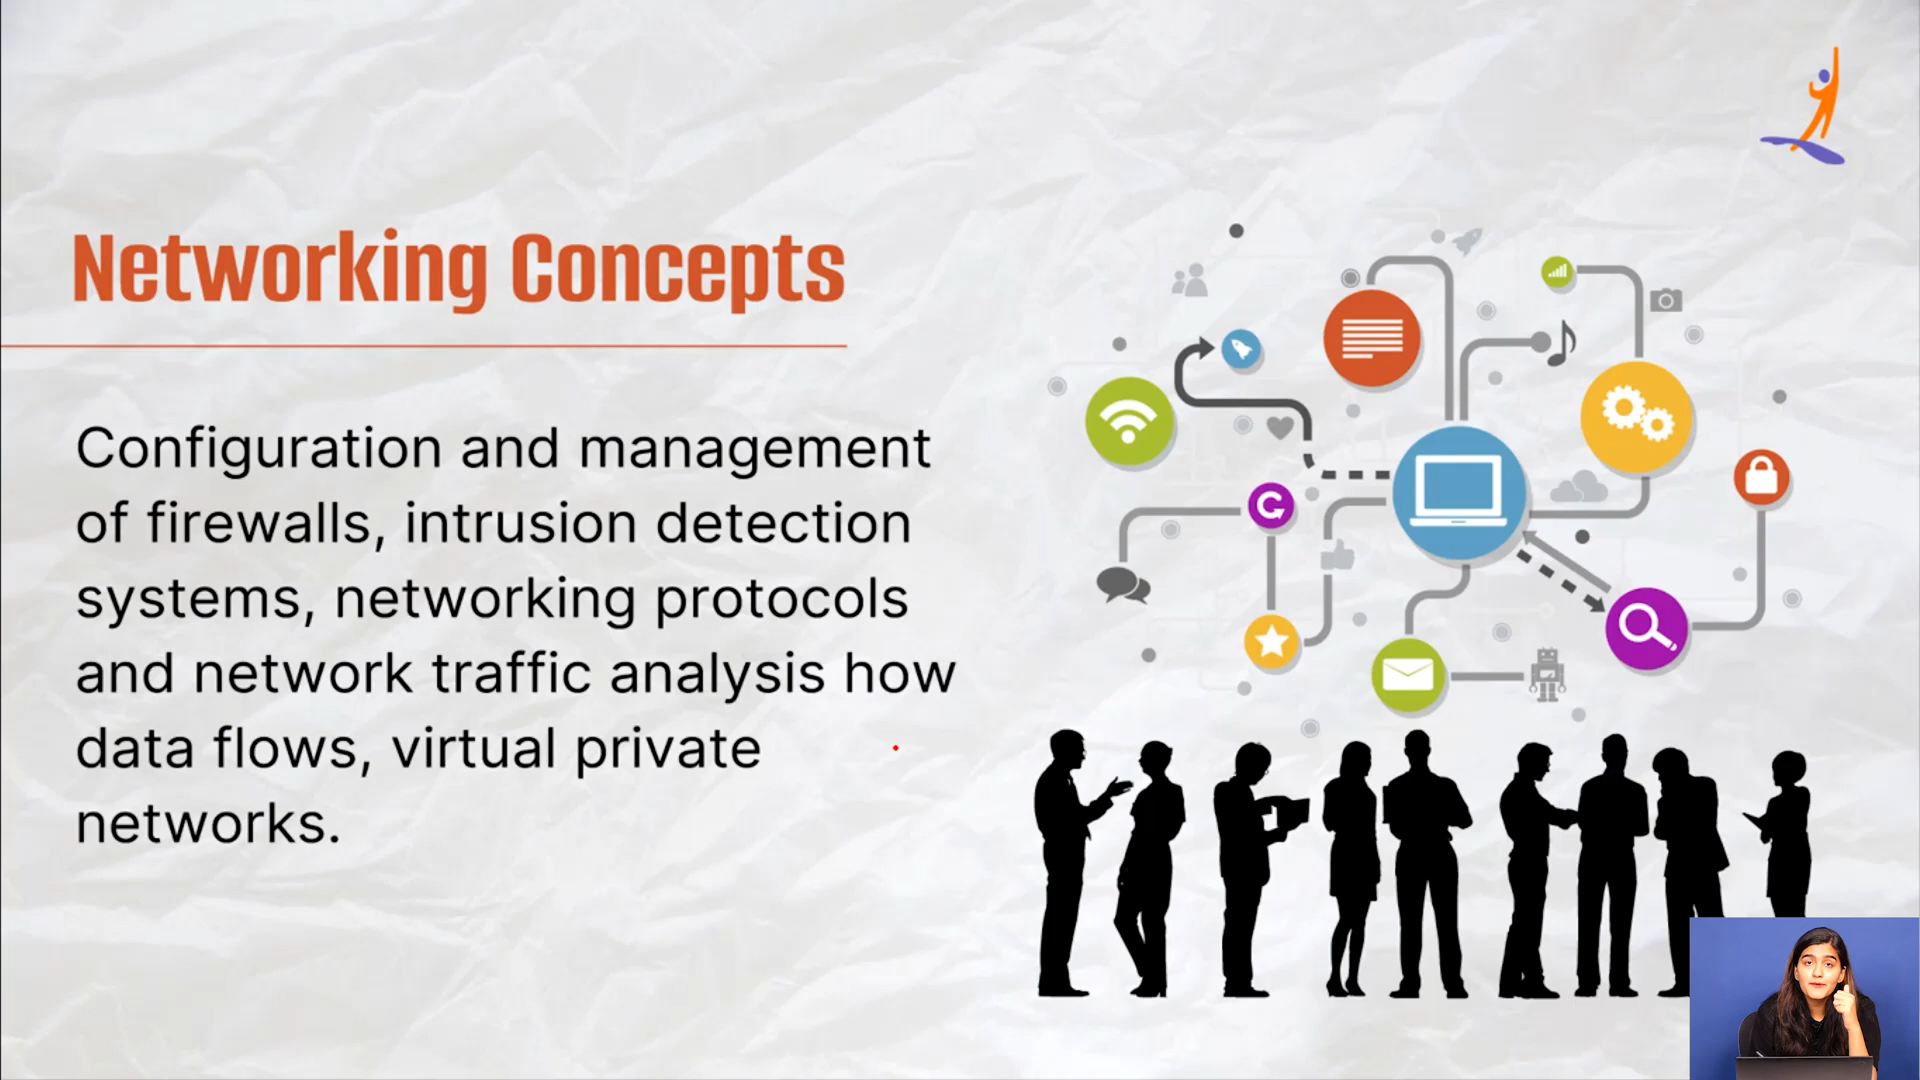 Networking Concepts
Configuration and management
of firewalls, intrusion detection
systems, networking protocols
and network traffic analysis how
data flows, virtual private
networks.